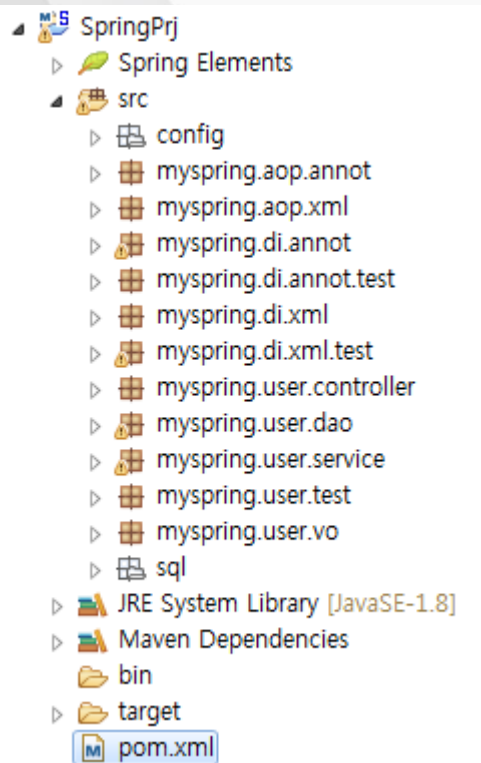 SpringPrj
Spring Elements
src
config
myspring.aop.annot
myspring.aop.xml
myspring.di.annot
myspring.di.annot.test
myspring.di.xml
myspring.di.xml.test
myspring.user.controller
myspring.user.dao
myspring.user.service
myspring.user.test
myspring.user.vo
sql
JRE System Library [JavaSE-1.8]
Maven Dependencies
bin
target
pom.xml